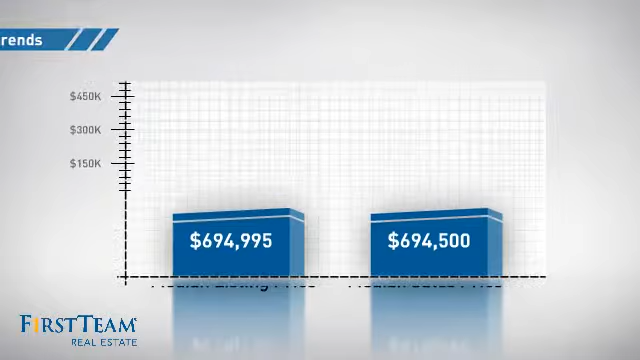 rends
$450K
$300K
$150K
$694,995
$694,500
FIRSTTEAM®
REAL ESTATE